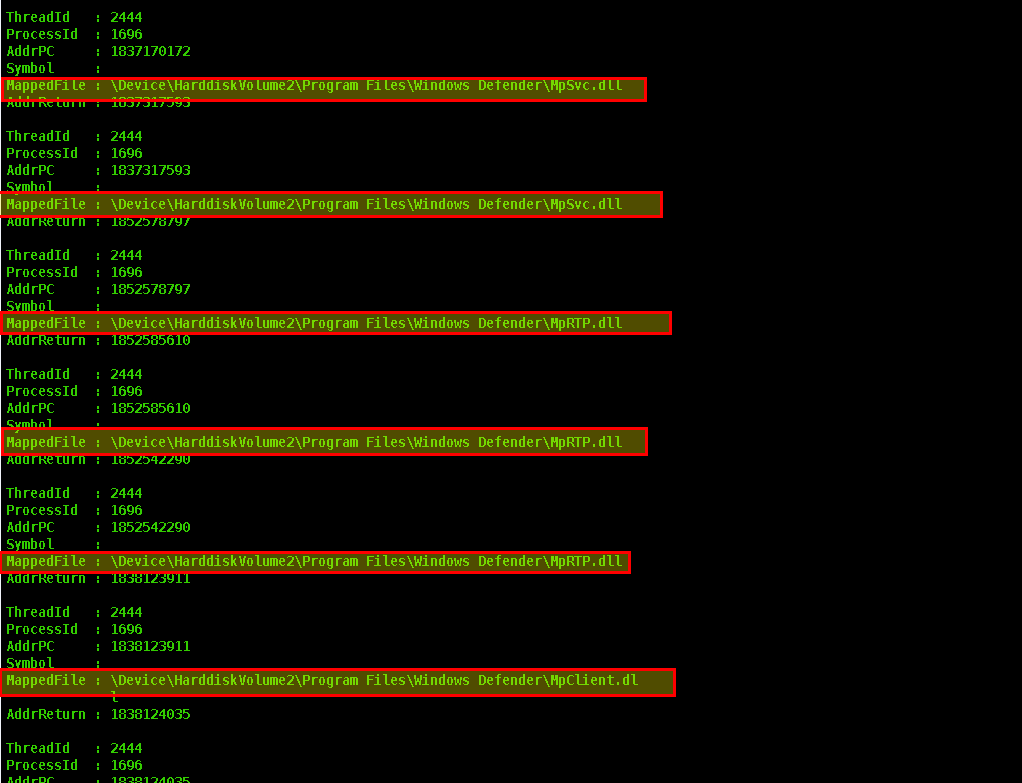 ThreadId   : 2444
ProcessId  : 1696
AddrPC     : 1837170172
Symbol     :
MappedFile : \Device\HarddiskVolume2\Program Files\Windows Defender\MpSvc.dll
AddrReturn : 1837317593
ThreadId   : 2444
ProcessId  : 1696
AddrPC     : 1837317593
Symbol     :
MappedFile : \Device\HarddiskVolume2\Program Files\Windows Defender\MpSvc.dll
AddrReturn : 1852578797
ThreadId   : 2444
ProcessId  : 1696
AddrPC     : 1852578797
Symbol     :
MappedFile : \Device\HarddiskVolume2\Program Files\Windows Defender\MpRTP.dll
AddrReturn : 1852585610
ThreadId   : 2444
ProcessId  : 1696
AddrPC     : 1852585610
Symbol     :
MappedFile : \Device\HarddiskVolume2\Program Files\Windows Defender\MpRTP.dll
AddrReturn : 1852542290
ThreadId   : 2444
ProcessId  : 1696
AddrPC     : 1852542290
Symbol     :
MappedFile : \Device\HarddiskVolume2\Program Files\Windows Defender\MpRTP.dll
AddrReturn : 1838123911
ThreadId   : 2444
ProcessId  : 1696
AddrPC     : 1838123911
Symbol     :
MappedFile : \Device\HarddiskVolume2\Program Files\Windows Defender\MpClient.dl
l
AddrReturn : 1838124035
ThreadId   : 2444
ProcessId  : 1696
AddrPC     : 1838124035